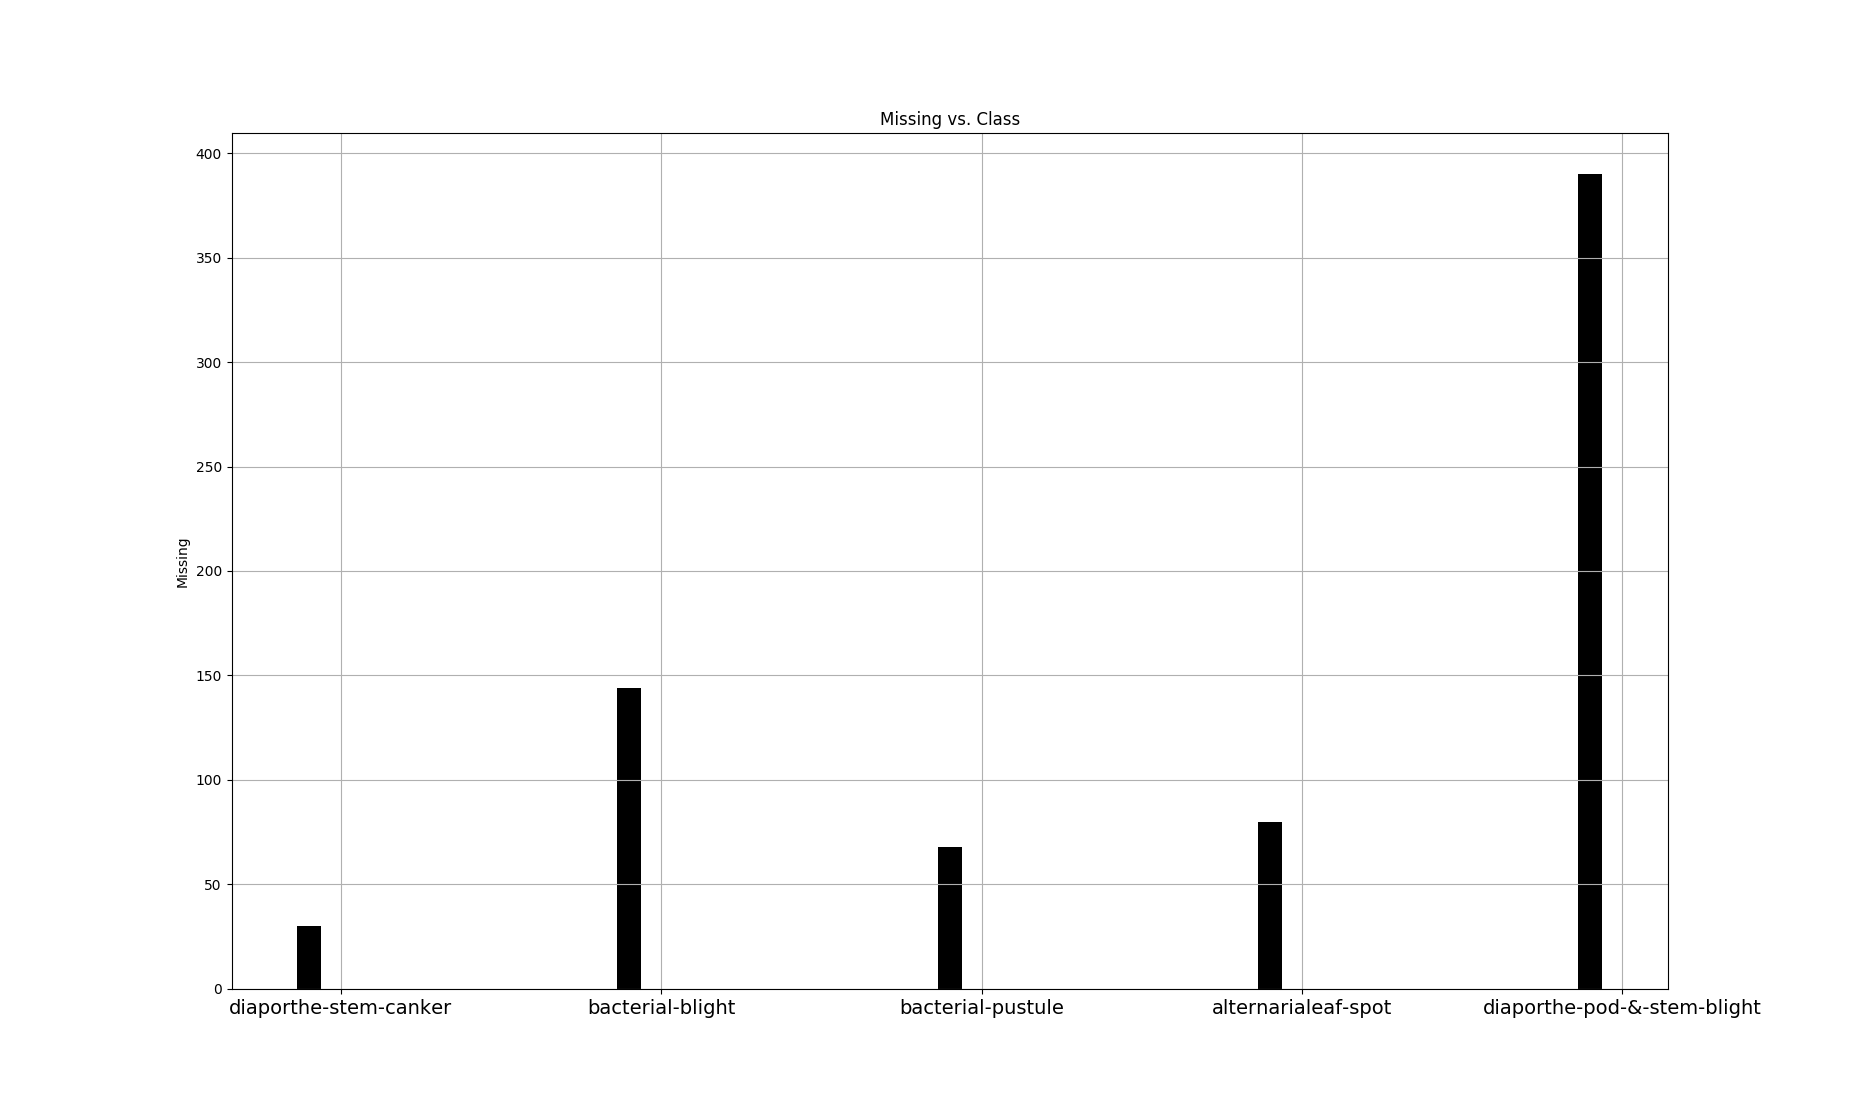 Missing vs. Class
400
350
300
250
200
150
100
50
0
Missing
diaporthe-stem-canker
bacterial-blight
bacterial-pustule
alternarialeaf-spot
diaporthe-pod-&-stem-blight